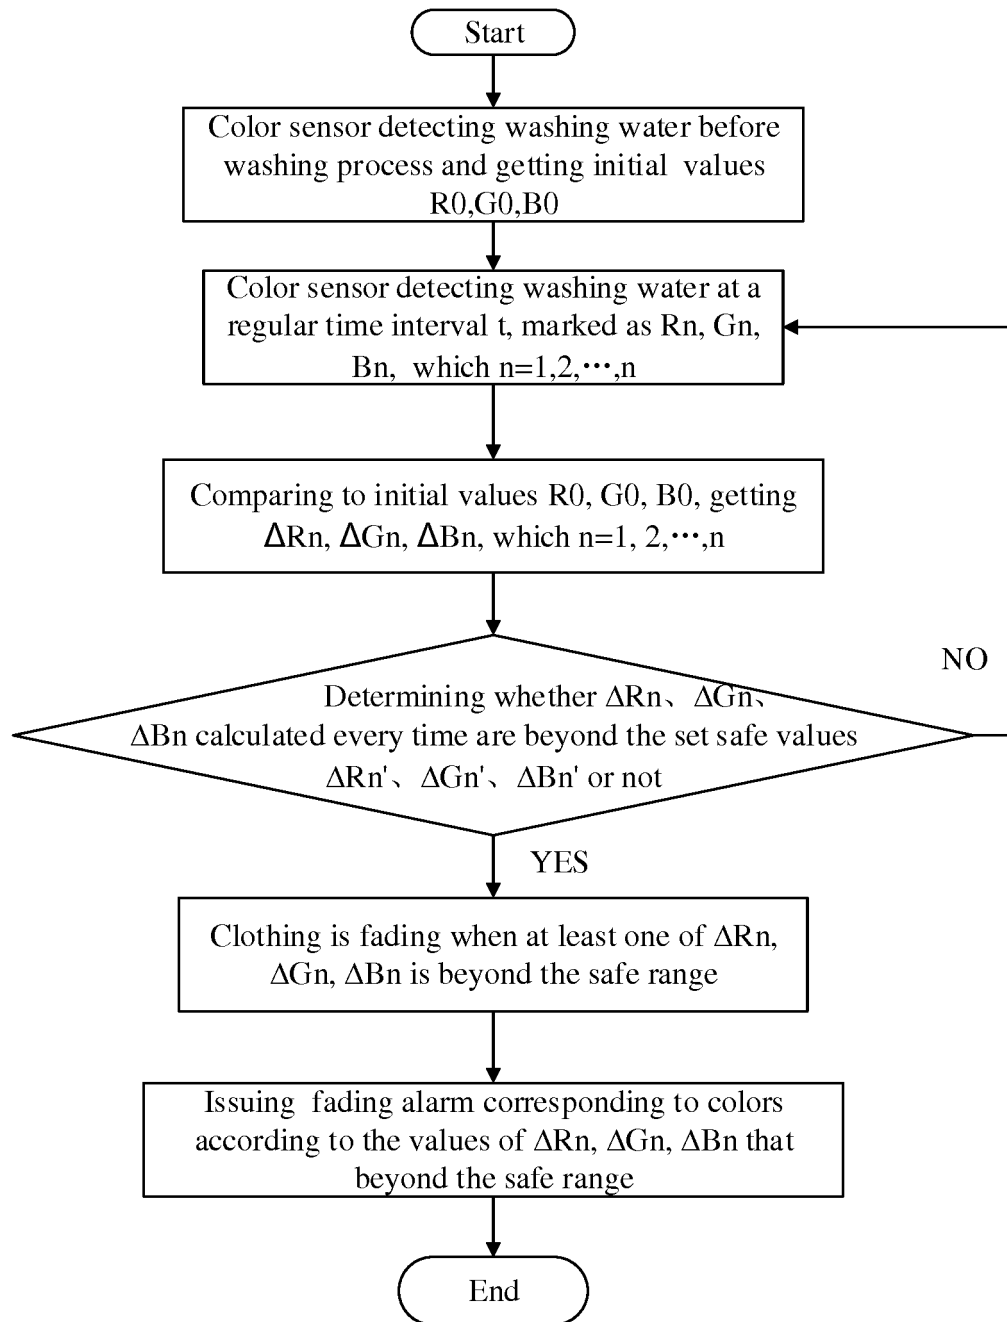 Start
Color sensor detecting washing water before
washing process and getting initial values
R0,G0,B0
Color sensor detecting washing water at a
regular time interval t, marked as Rn, Gn,
Bn, which n=1,2,⋯,n
Comparing to initial values R0, G0, B0, getting
ΔRn, ΔGn, ΔBn, which n=1, 2,⋯,n
NO
Determining whether ΔRn、ΔGn、
ΔBn calculated every time are beyond the set safe values
ΔRn'、ΔGn'、ΔBn' or not
YES
Clothing is fading when at least one of ΔRn,
ΔGn, ΔBn is beyond the safe range
Issuing fading alarm corresponding to colors
according to the values of ΔRn, ΔGn, ΔBn that
beyond the safe range
End